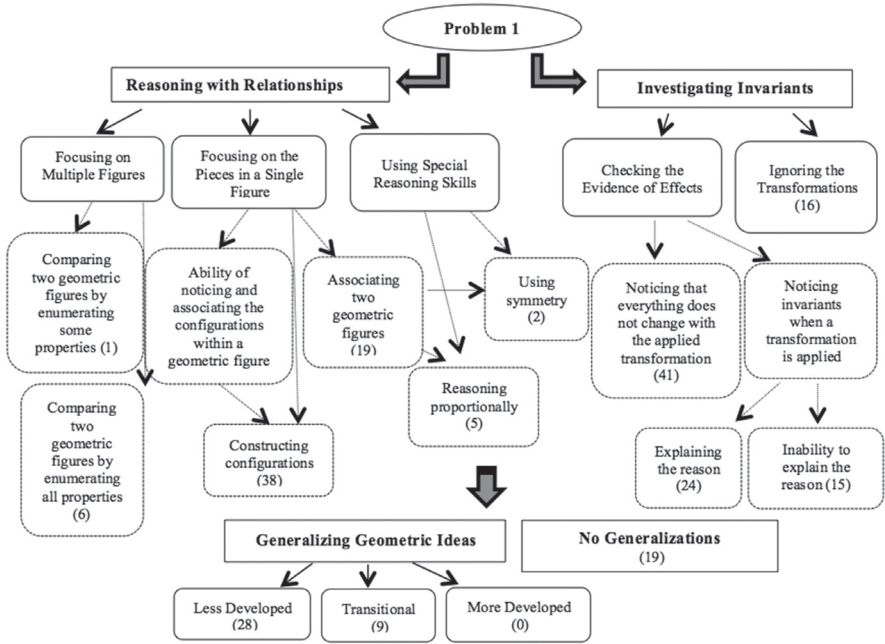 Problem 1
Reasoning with Relationships
Investigating Invariants
Focusing on
Multiple Figures
Focusing on the
Pieces in a Single
Figure
Using Special
Reasoning Skills
Checking the
Evidence of Effects
Ignoring the
Transformations
(16)
Comparing
two geometric
figures by
enumerating
some
properties (1)
Ability of
noticing and
associating the
configurations
within a
geometric figure
Associating
two
geometric
figures
(19)
Using
symmetry
(2)
Noticing that
everything does
not change with
the applied
transformation
(41)
Noticing
invariants
when a
transformation
is applied
Comparing
two
geometric
figures by
enumerating
all properties
(6)
Constructing
configurations
(38)
Reasoning
proportionally
(5)
Explaining
the reason
(24)
Inability to
explain the
reason (15)
Generalizing Geometric Ideas
No Generalizations
(19)
Less Developed
(28)
Transitional
(9)
More Developed
(0)